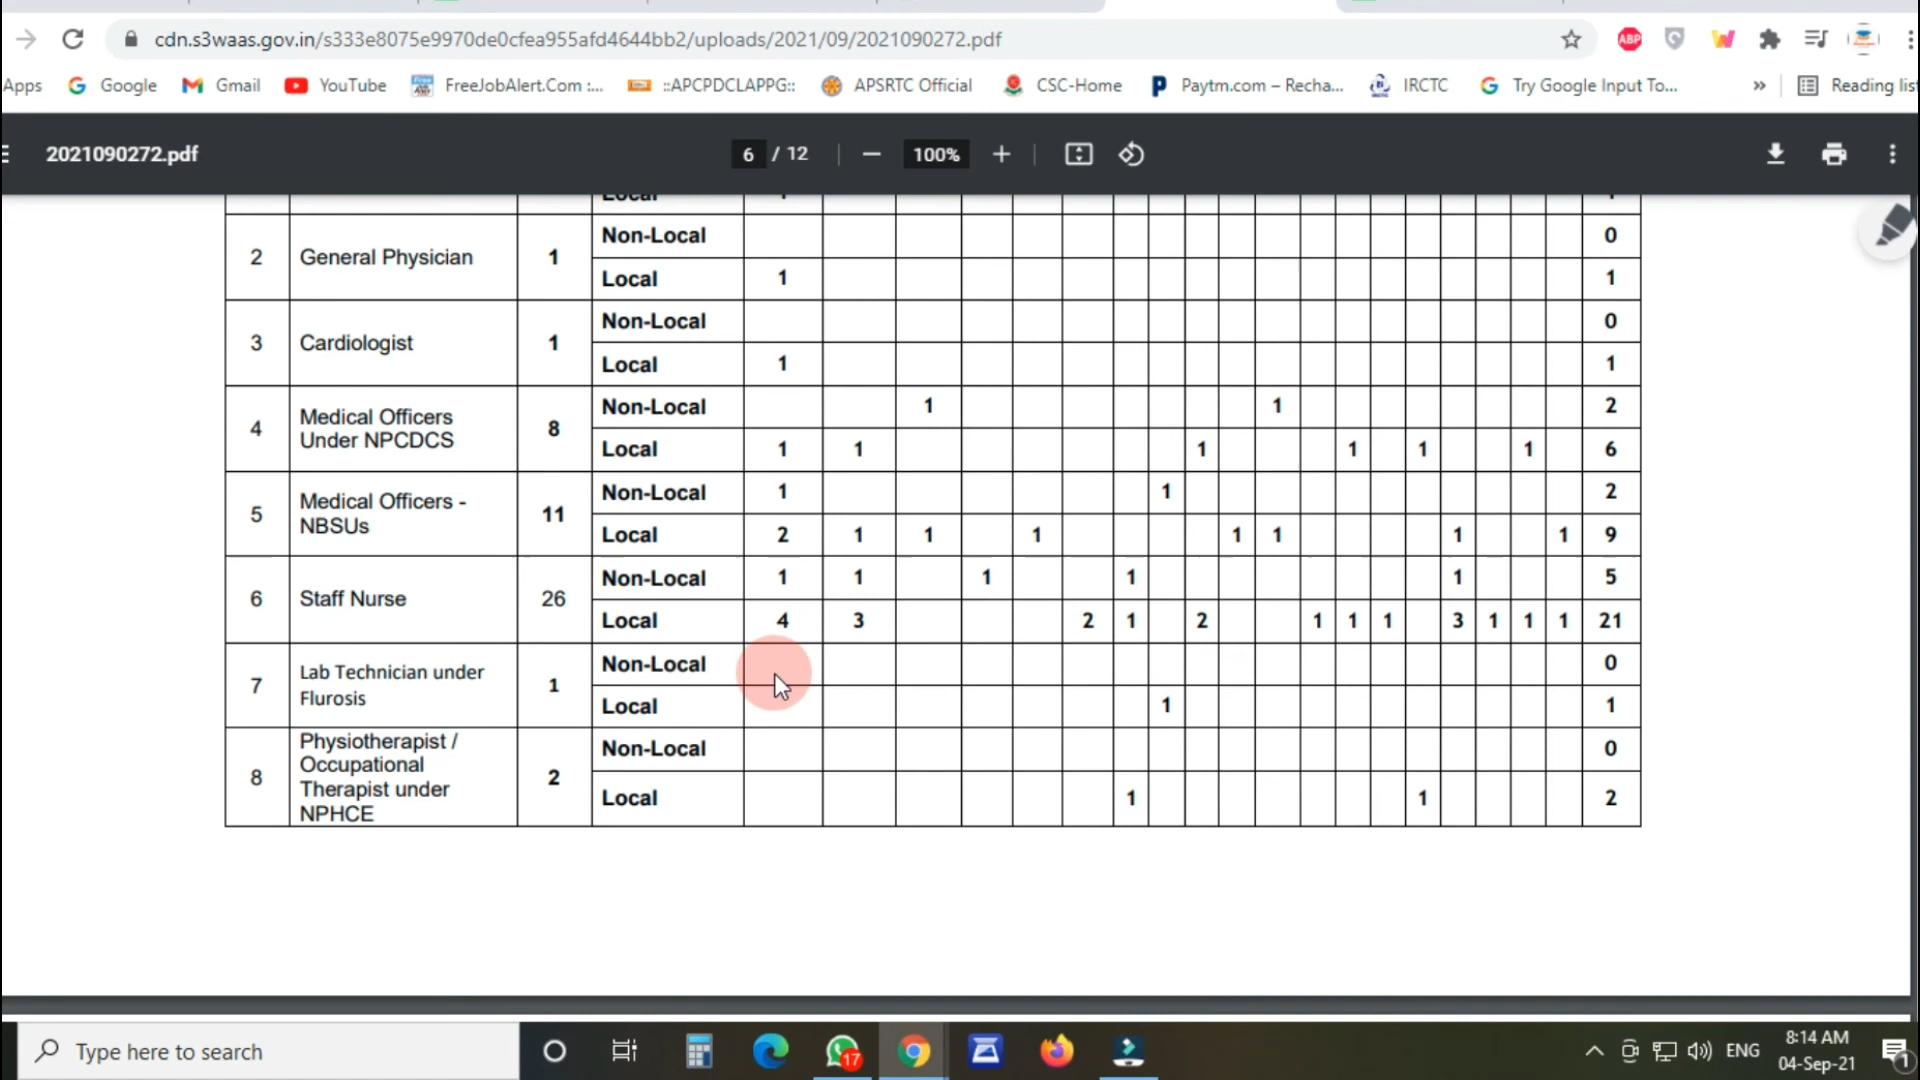 cdn.s3waas.gov.in/s333e8075e9970de0cfea955afd4644bb2/uploads/2021/09/2021090272.pdf
ABP
Apps Google Gmail YouTube FreeJobAlert.Com :... ::APCPDCLAPPG:: APSRTC Official CSC-Home Paytm.com – Recha... IRCTC Try Google Input To... » Reading list
2021090272.pdf 6 / 12 100%
Local 1 1
2 General Physician 1 Non-Local 0
Local 1 1
3 Cardiologist 1 Non-Local 0
Local 1 1
4 Medical Officers Under NPCDCS 8 Non-Local 1 1 2
Local 1 1 1 1 1 1 6
5 Medical Officers - NBSUs 11 Non-Local 1 1 2
Local 2 1 1 1 1 1 1 1 9
6 Staff Nurse 26 Non-Local 1 1 1 1 1 5
Local 4 3 2 1 2 1 1 1 3 1 1 1 21
7 Lab Technician under Flurosis 1 Non-Local 0
Local 1 1
8 Physiotherapist / Occupational Therapist under NPHCE 2 Non-Local 0
Local 1 1 2
Type here to search 17 ENG 8:14 AM
04-Sep-21 1